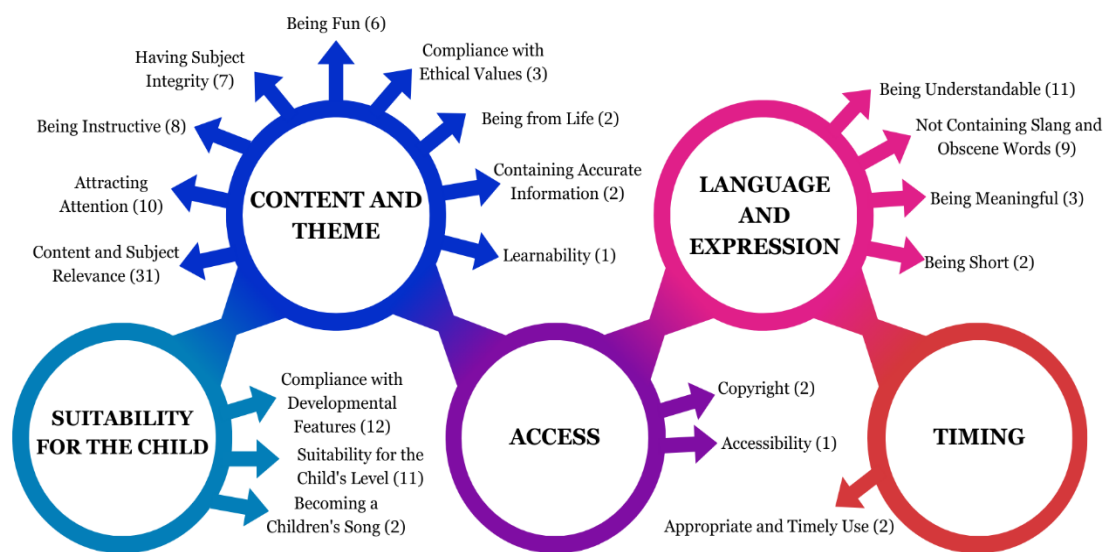 Being Fun (6)
Having Subject
Integrity (7)
Compliance with
Ethical Values (3)
Being Instructive (8)
Being from Life (2)
Attracting
Attention (10)
Containing Accurate
Information (2)
Content and Subject
Relevance (31)
Learnability (1)
CONTENT AND
THEME
Being Understandable (11)
Not Containing Slang and
Obscene Words (9)
Being Meaningful (3)
Being Short (2)
LANGUAGE
AND
EXPRESSION
SUITABILITY
FOR THE CHILD
Compliance with
Developmental
Features (12)
Suitability for the
Child's Level (11)
Becoming a
Children's Song (2)
ACCESS
Copyright (2)
Accessibility (1)
TIMING
Appropriate and Timely Use (2)